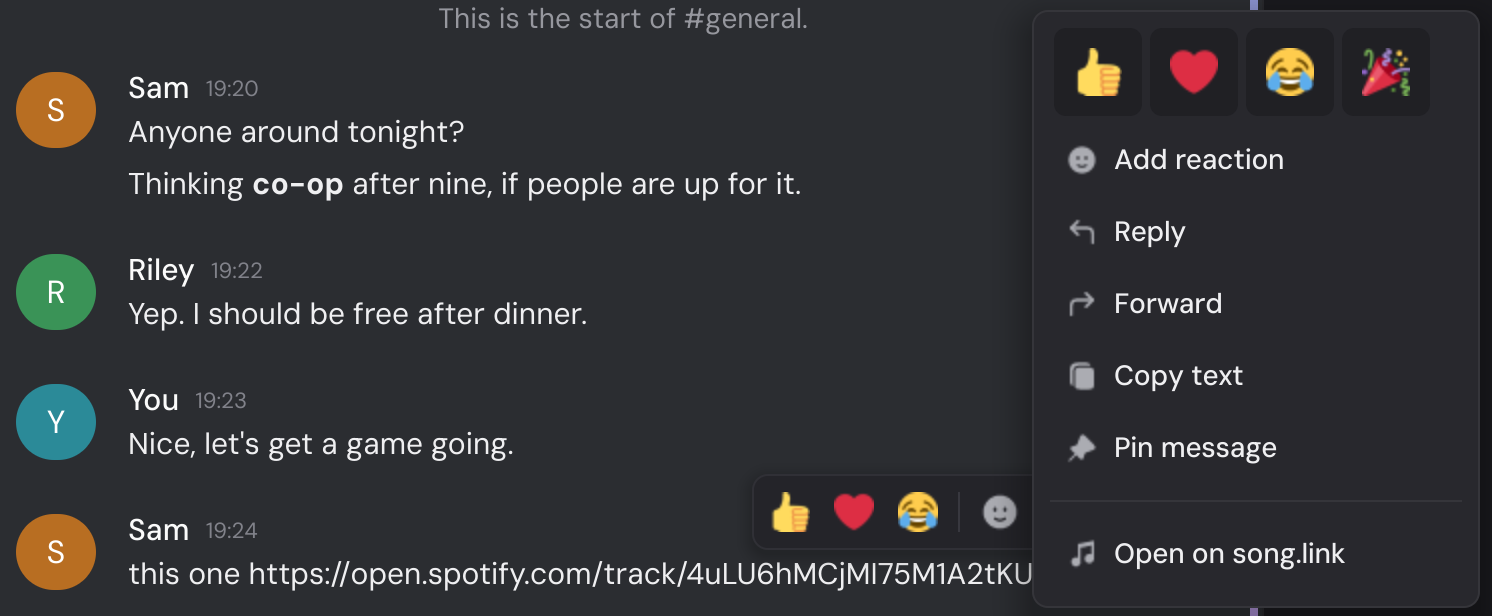 This is the start of #general.
S
Sam 19:20
Anyone around tonight?
Thinking co-op after nine, if people are up for it.
R
Riley 19:22
Yep. I should be free after dinner.
Y
You 19:23
Nice, let's get a game going.
S
Sam 19:24
this one https://open.spotify.com/track/4uLU6hMCjMI75M1A2tKU
Add reaction
Reply
Forward
Copy text
Pin message
Open on song.link